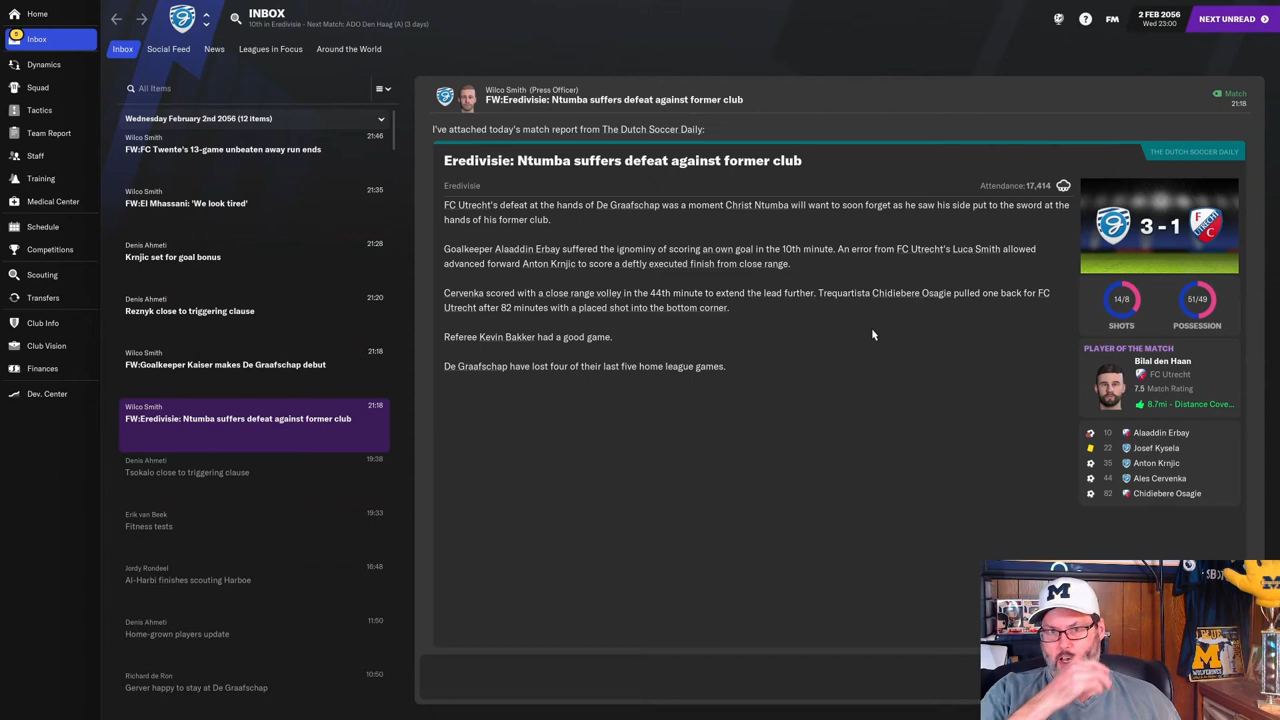 Home
5
Inbox
Dynamics
Squad
Tactics
Team Report
Staff
Training
Medical Center
Schedule
Competitions
Scouting
Transfers
Club Info
Club Vision
Finances
Dev. Center
INBOX
10th in Eredivisie - Next Match: ADO Den Haag (A) (3 days)
FM
2 FEB 2056
Wed 23:00
NEXT UNREAD
Inbox Social Feed News Leagues in Focus Around the World
All Items
Wednesday February 2nd 2056 (12 items)
Wilco Smith 21:46
FW:FC Twente's 13-game unbeaten away run ends
Wilco Smith 21:35
FW:El Mhassani: 'We look tired'
Denis Ahmeti 21:28
Krnjic set for goal bonus
Denis Ahmeti 21:20
Reznyk close to triggering clause
Wilco Smith 21:18
FW:Goalkeeper Kaiser makes De Graafschap debut
Wilco Smith 21:18
FW:Eredivisie: Ntumba suffers defeat against former club
Denis Ahmeti 19:38
Tsokalo close to triggering clause
Erik van Beek 19:33
Fitness tests
Jordy Rondeel 16:48
Al-Harbi finishes scouting Harboe
Denis Ahmeti 11:50
Home-grown players update
Richard de Ron 10:50
Gerver happy to stay at De Graafschap
Wilco Smith (Press Officer)
FW:Eredivisie: Ntumba suffers defeat against former club
Match
21:18
I've attached today's match report from The Dutch Soccer Daily:
Eredivisie: Ntumba suffers defeat against former club
THE DUTCH SOCCER DAILY
Eredivisie
Attendance: 17,414
FC Utrecht's defeat at the hands of De Graafschap was a moment Christ Ntumba will want to soon forget as he saw his side put to the sword at the
hands of his former club.
Goalkeeper Alaaddin Erbay suffered the ignominy of scoring an own goal in the 10th minute. An error from FC Utrecht's Luca Smith allowed
advanced forward Anton Krnjic to score a deftly executed finish from close range.
Cervenka scored with a close range volley in the 44th minute to extend the lead further. Trequartista Chidiebere Osagie pulled one back for FC
Utrecht after 82 minutes with a placed shot into the bottom corner.
Referee Kevin Bakker had a good game.
De Graafschap have lost four of their last five home league games.
3 - 1
14/8
SHOTS
51/49
POSSESSION
PLAYER OF THE MATCH
Bilal den Haan
FC Utrecht
7.5 Match Rating
8.7mi - Distance Cove...
10 Alaaddin Erbay
22 Josef Kysela
35 Anton Krnjic
44 Ales Cervenka
82 Chidiebere Osagie
M
M